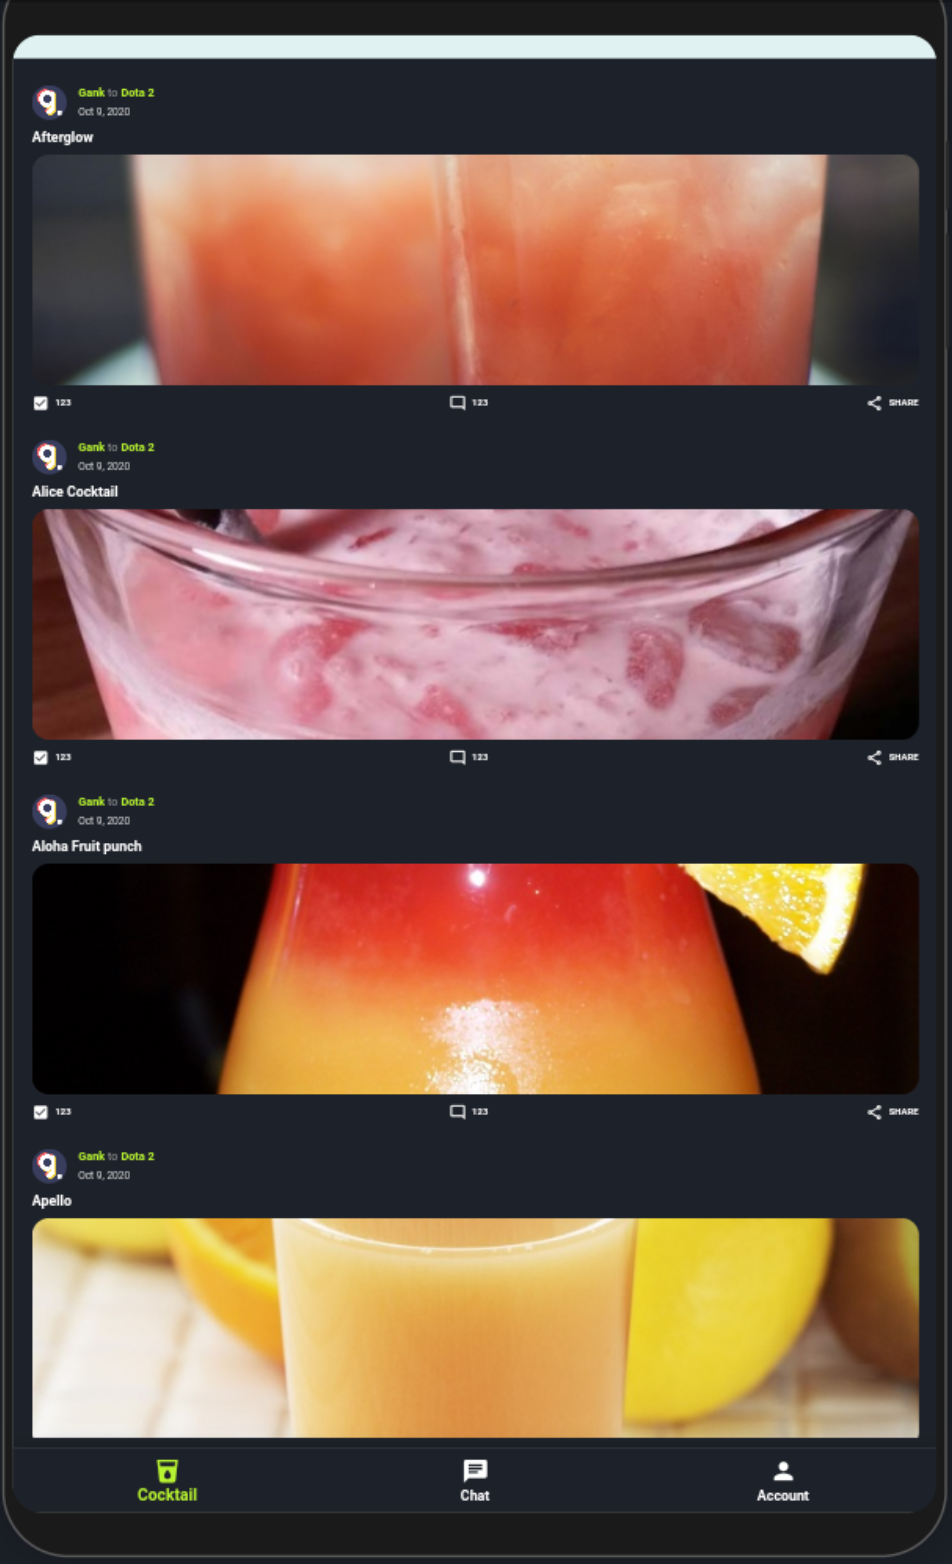 Gank to Dota 2
Oct 9, 2020
Afterglow
123
123
SHARE
Gank to Dota 2
Oct 9, 2020
Alice Cocktail
123
123
SHARE
Gank to Dota 2
Oct 9, 2020
Aloha Fruit punch
123
123
SHARE
Gank to Dota 2
Oct 9, 2020
Apello
Cocktail
Chat
Account